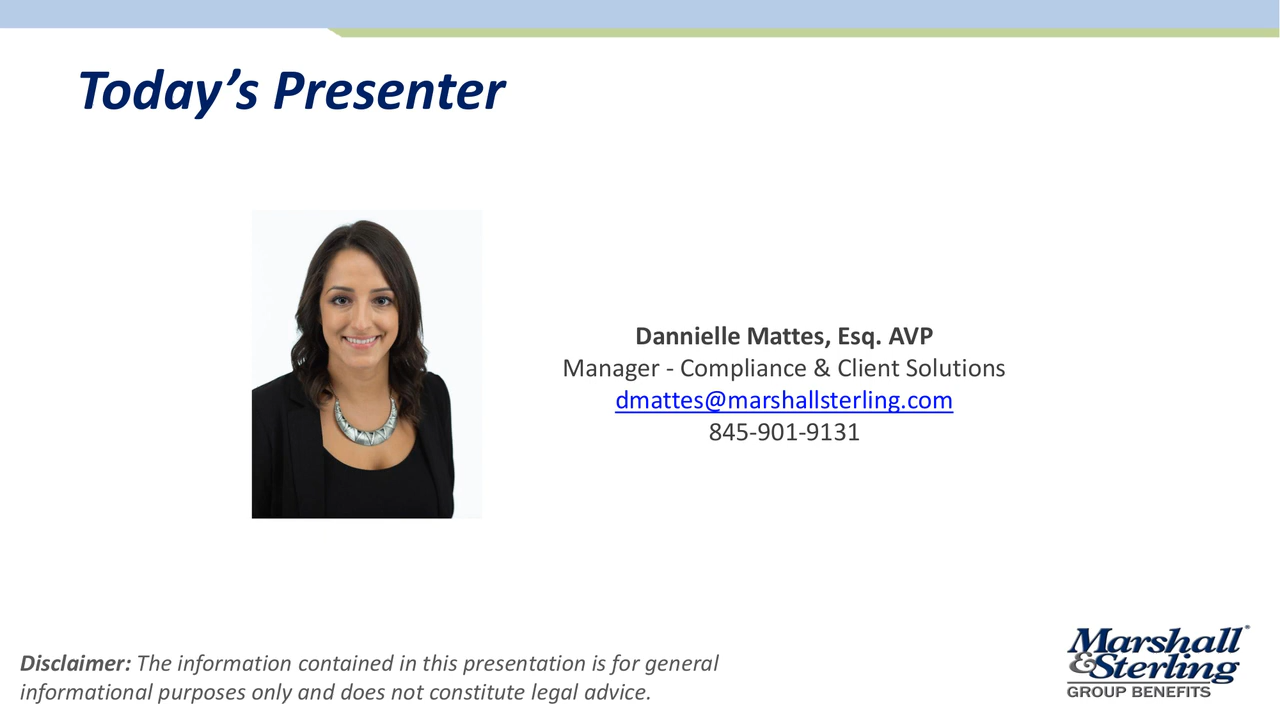 Today’s Presenter
Dannielle Mattes, Esq. AVP
Manager - Compliance & Client Solutions
dmattes@marshallsterling.com
845-901-9131
Disclaimer: The information contained in this presentation is for general
informational purposes only and does not constitute legal advice.
Marshall®
&Sterling
GROUP BENEFITS